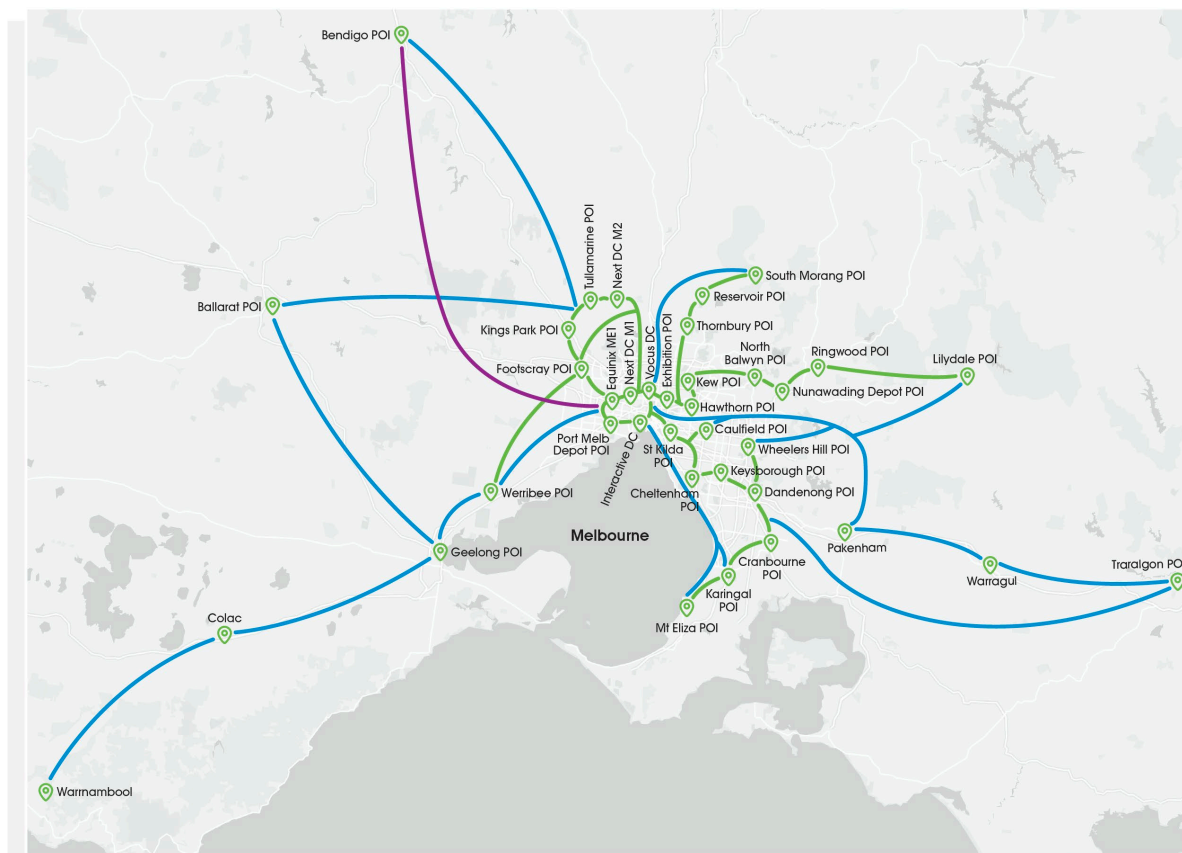 Bendigo POI
Tullamarine POI
Next DC M2
South Morang POI
Reservoir POI
Ballarat POI
Kings Park POI
Thornbury POI
Equinix ME1
Next DC M1
Vocus DC
Exhibition POI
North
Balwyn POI
Ringwood POI
Lilydale POI
Footscray POI
Kew POI
Nunawading Depot POI
Hawthorn POI
Port Melb
Depot POI
Interactive DC
St Kilda
POI
Caulfield POI
Wheelers Hill POI
Keysborough POI
Cheltenham
POI
Dandenong POI
Werribee POI
Melbourne
Geelong POI
Pakenham
Cranbourne
POI
Warragul
Traralgon PO
Karingal
POI
Mt Eliza POI
Colac
Warrnambool